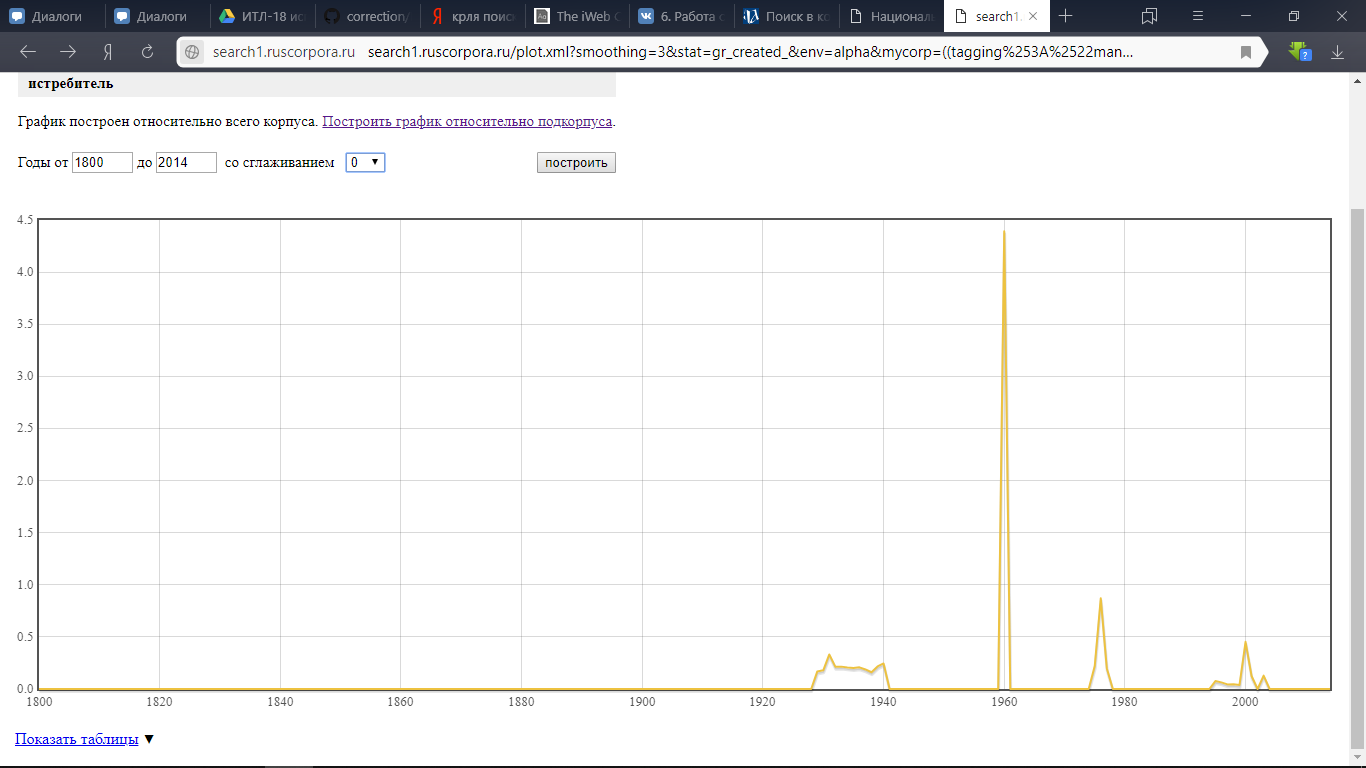 Диалоги
Диалоги
ИТЛ-18 ис
correction/
крля поиск
The iWeb C
6. Работа с
Поиск в ко
Националь
search1.
search1.ruscorpora.ru search1.ruscorpora.ru/plot.xml?smoothing=3&stat=gr_created_&env=alpha&mycorp=((tagging%253A%2522man...
истребитель
График построен относительно всего корпуса. Построить график относительно подкорпуса.
Годы от 1800 до 2014 со сглаживанием 0 построить
4.5
4.0
3.5
3.0
2.5
2.0
1.5
1.0
0.5
0.0
1800 1820 1840 1860 1880 1900 1920 1940 1960 1980 2000
Показать таблицы ▼